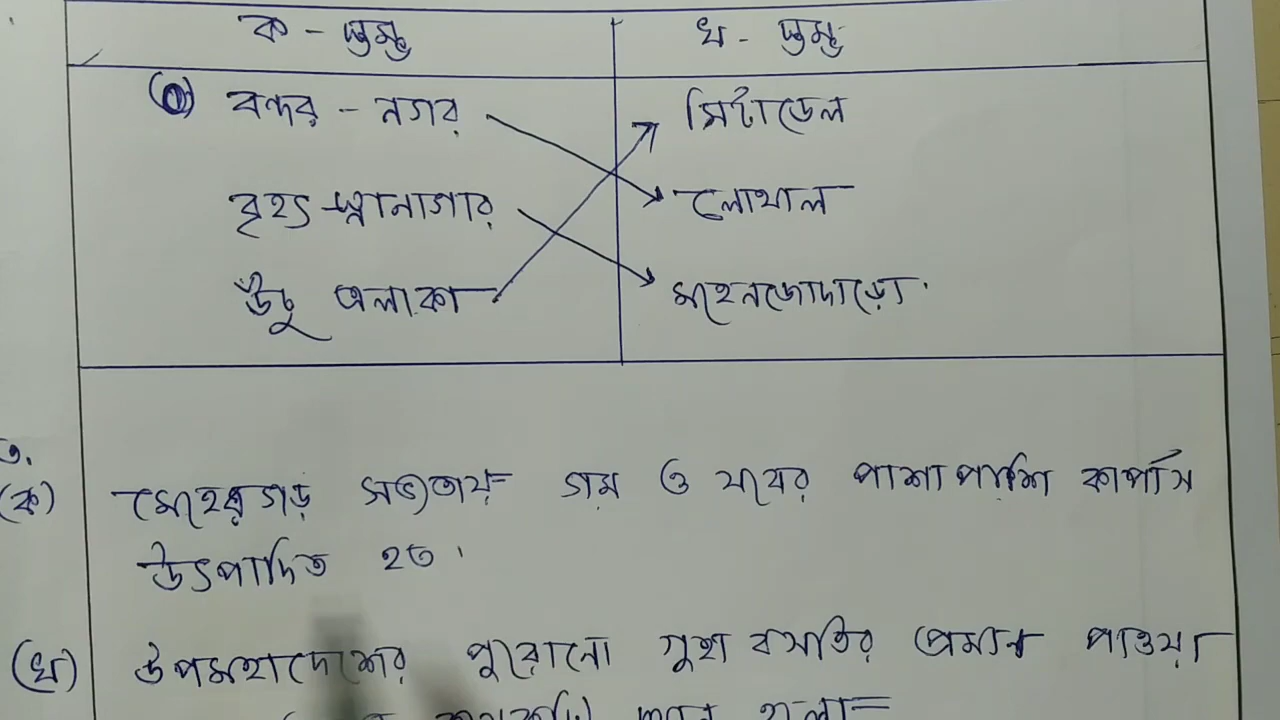 ক - স্তম্ভ খ - স্তম্ভ
বন্দর - নগর সিটাডেল
বৃহৎ স্নানাগার লোথাল
উঁচু এলাকা মহেনজোদাড়ো
৩.
(ক) মেহেরগড় সভ্যতায় গম ও যবের পাশাপাশি কার্পাস
উৎপাদিত হত।
(খ) উপমহাদেশের পুরোনো গুহা বসতির প্রমান পাওয়া